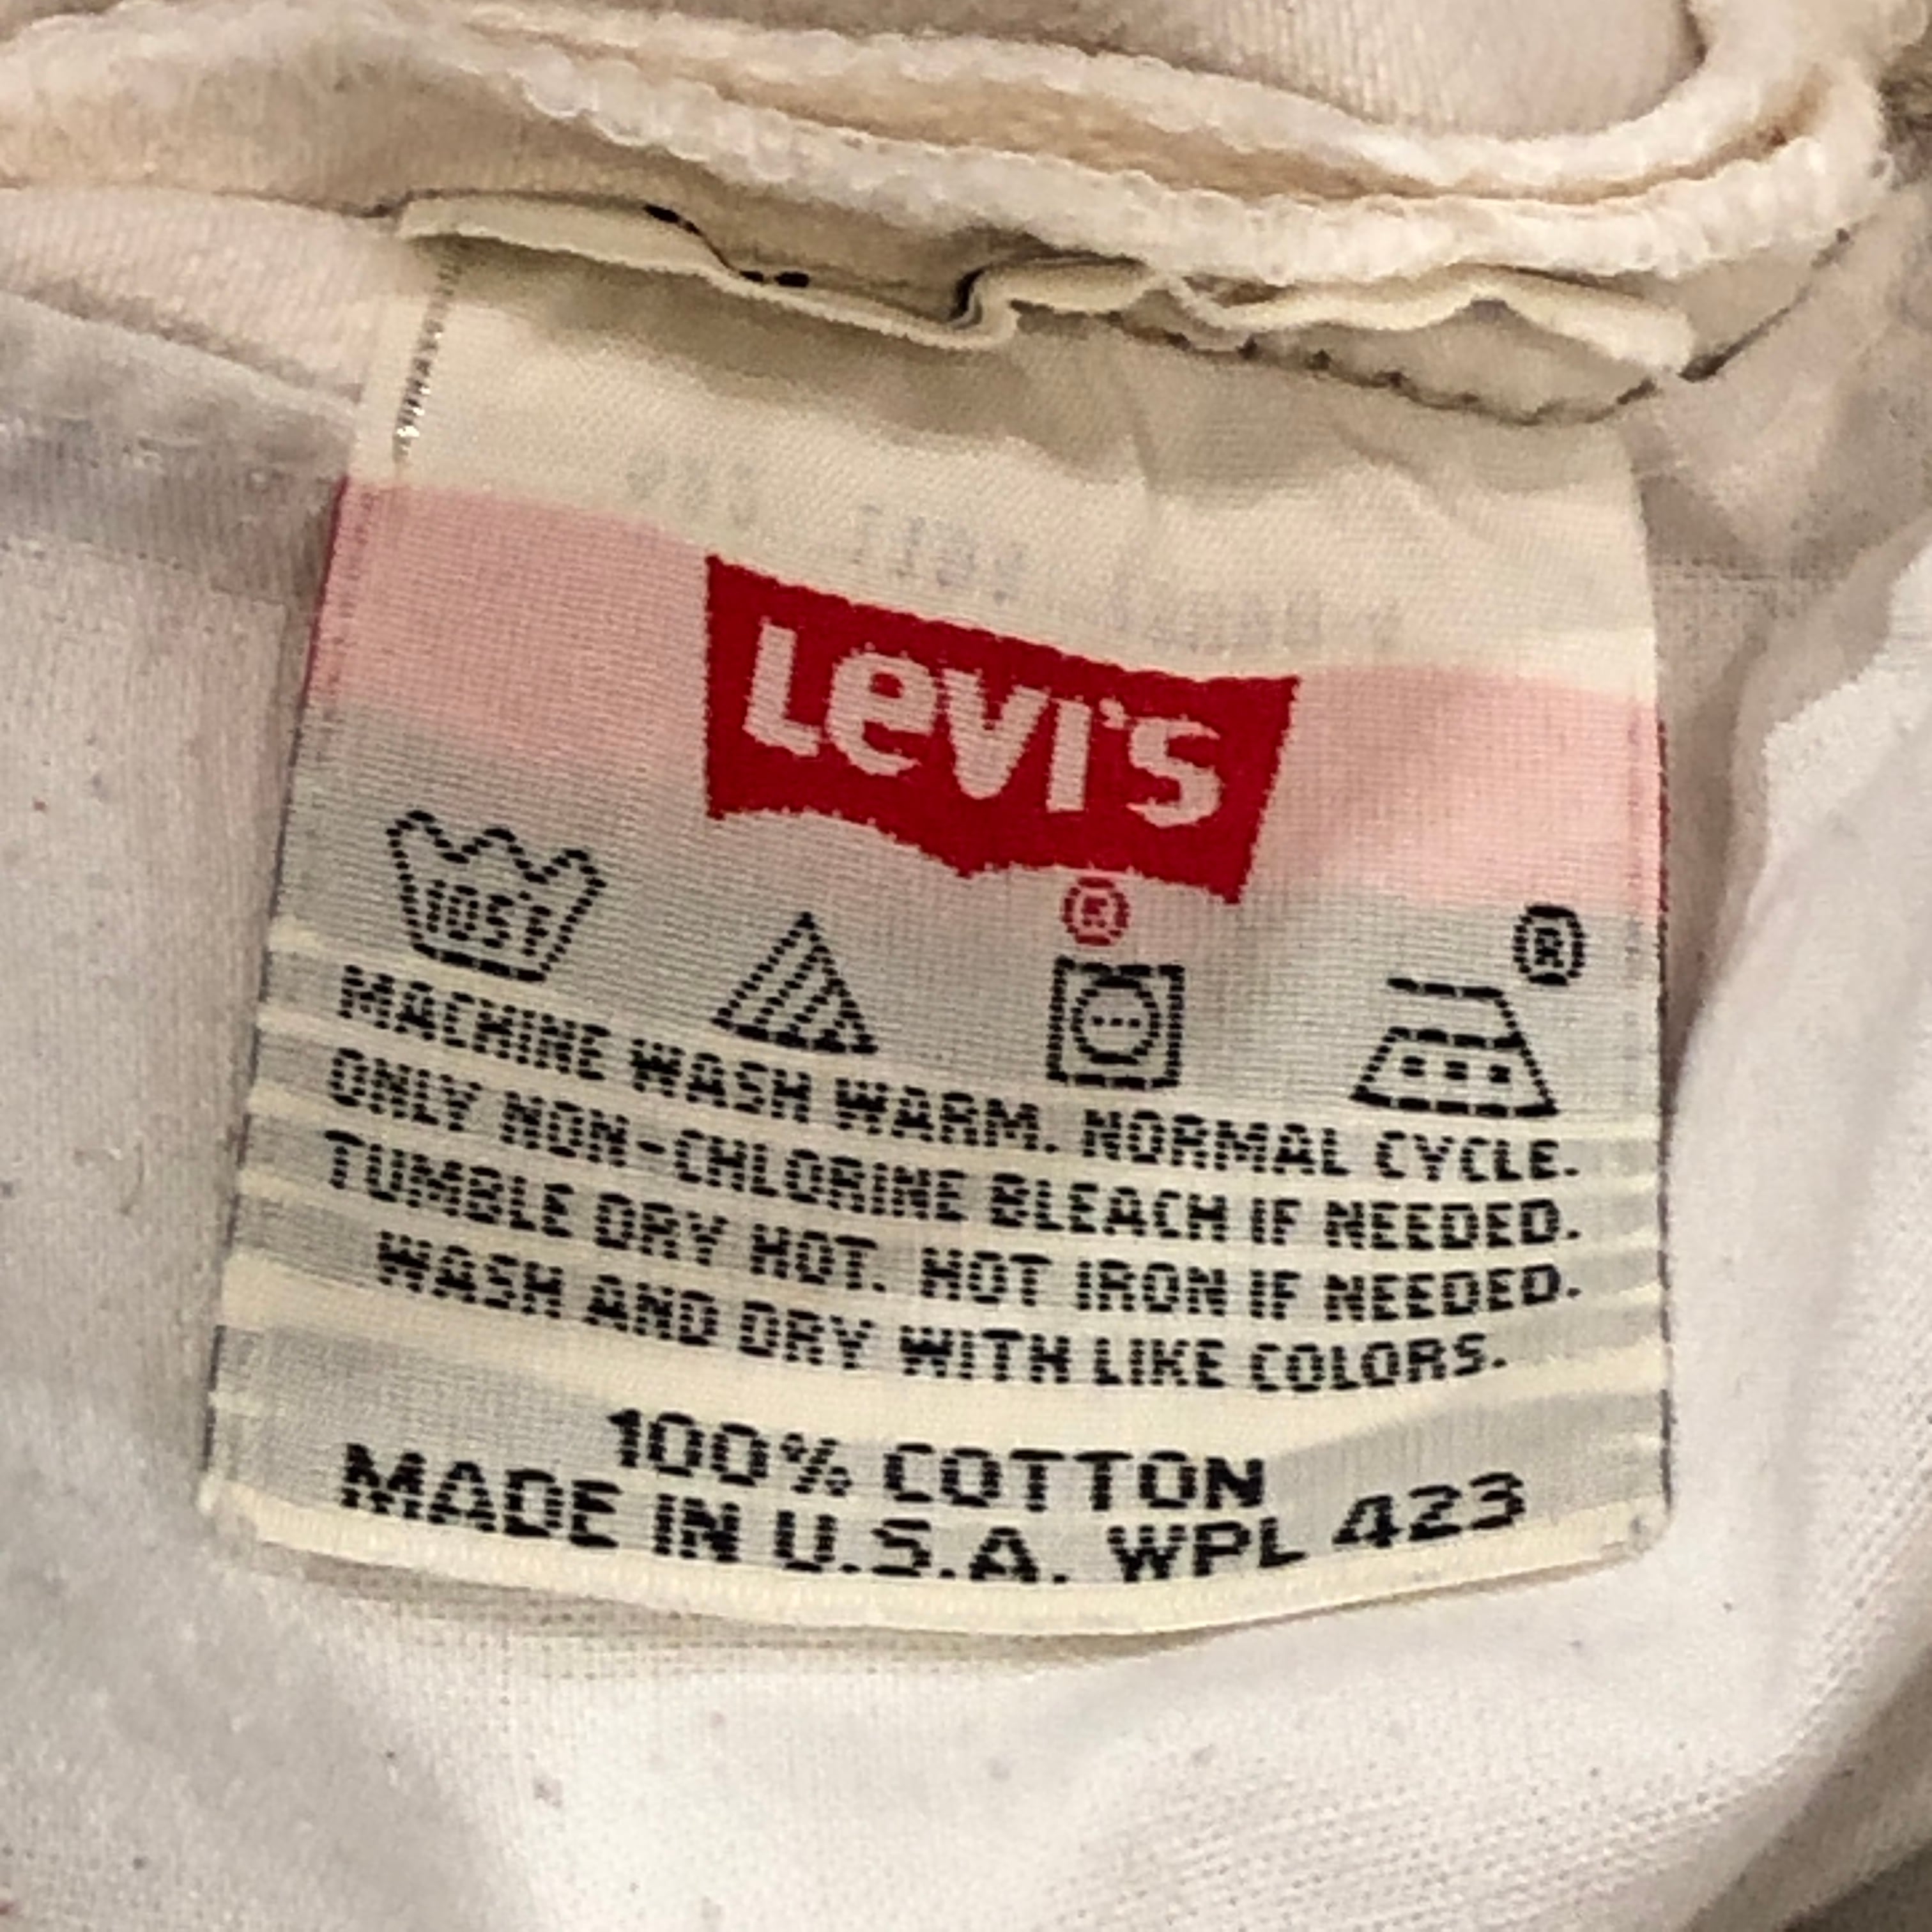 Levi's
®
105°F
®
MACHINE WASH WARM. NORMAL CYCLE.
ONLY NON-CHLORINE BLEACH IF NEEDED.
TUMBLE DRY HOT. HOT IRON IF NEEDED.
WASH AND DRY WITH LIKE COLORS.
100% COTTON
MADE IN U.S.A. WPL 423